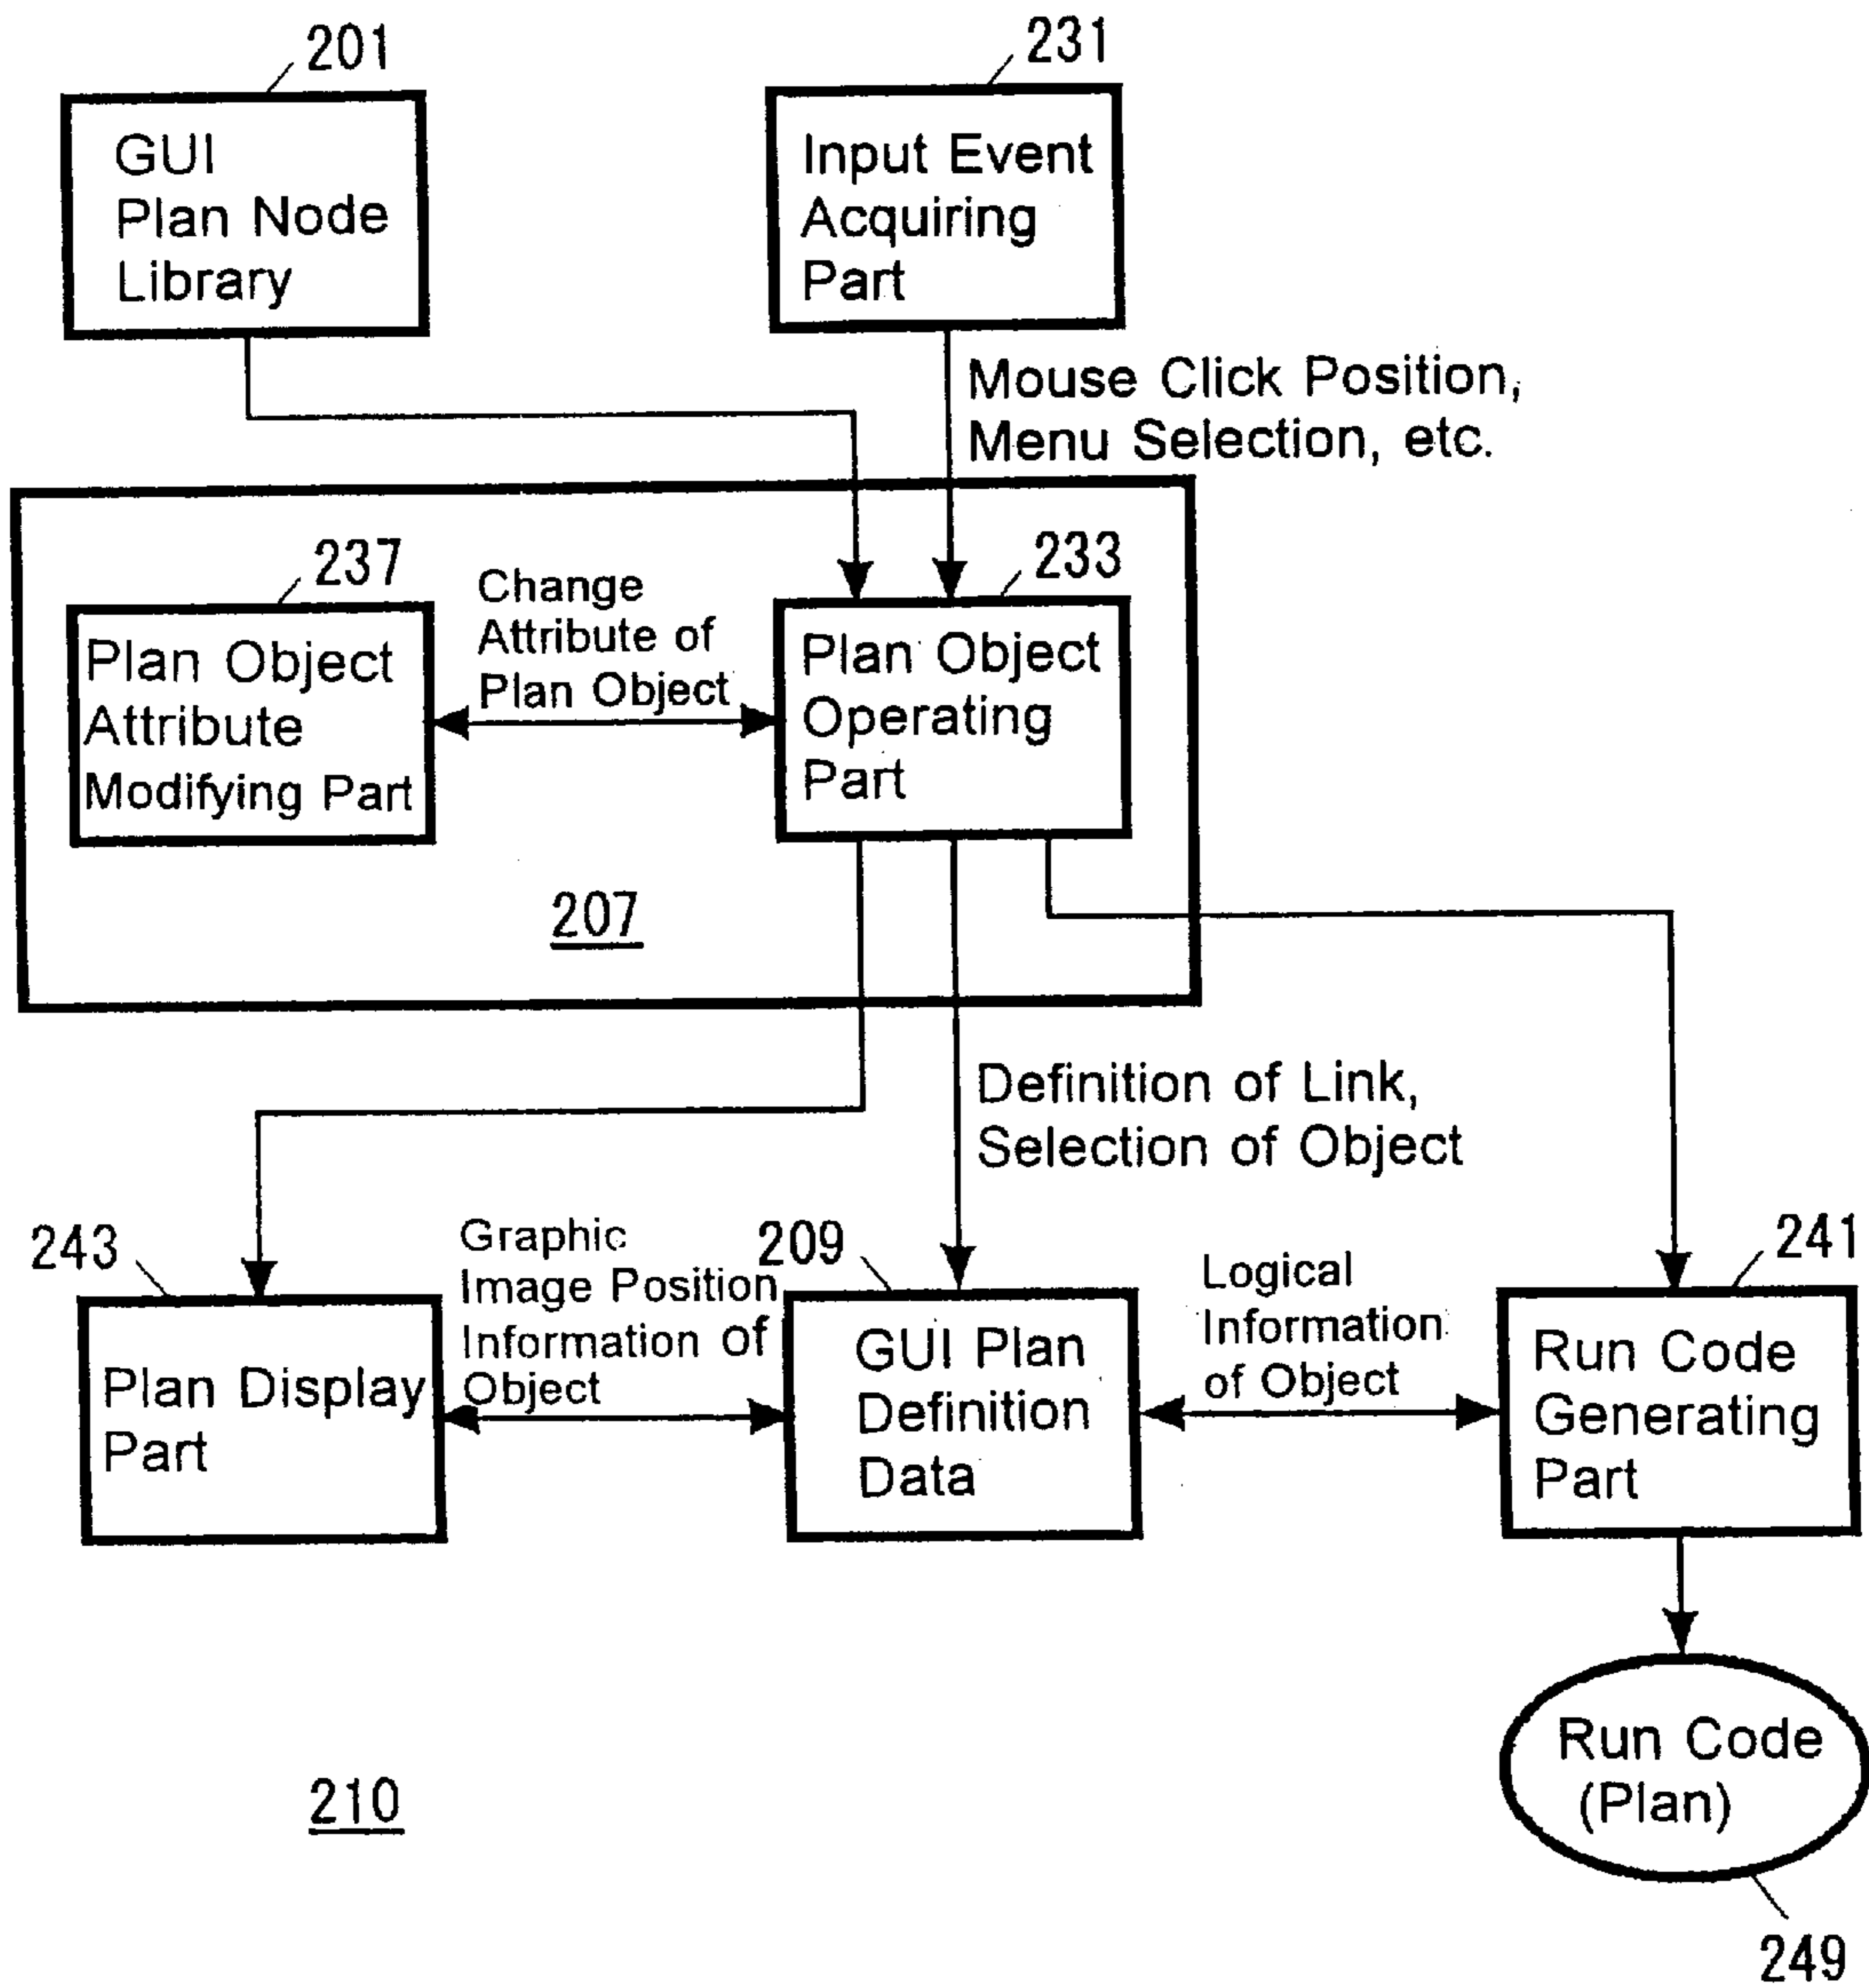 201
GUI
Plan Node
Library
231
Input Event
Acquiring
Part
Mouse Click Position,
Menu Selection, etc.
237
Plan Object
Attribute
Modifying Part
Change
Attribute of
Plan Object
233
Plan Object
Operating
Part
207
Definition of Link,
Selection of Object
243
Plan Display
Part
Graphic
Image Position
Information of
Object
209
GUI Plan
Definition
Data
Logical
Information
of Object
241
Run Code
Generating
Part
Run Code
(Plan)
249
210